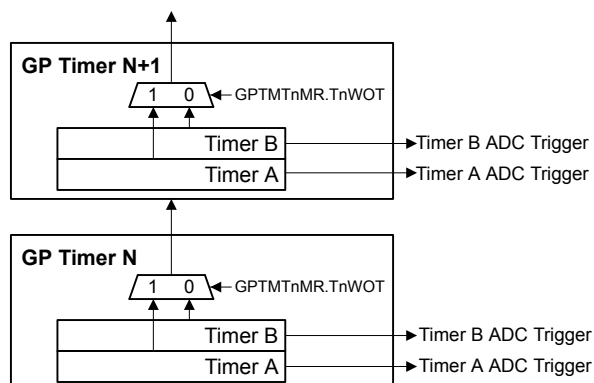 GP Timer N+1
1 0 GPTMTnMR.TnWOT
Timer B Timer B ADC Trigger
Timer A Timer A ADC Trigger
GP Timer N
1 0 GPTMTnMR.TnWOT
Timer B Timer B ADC Trigger
Timer A Timer A ADC Trigger